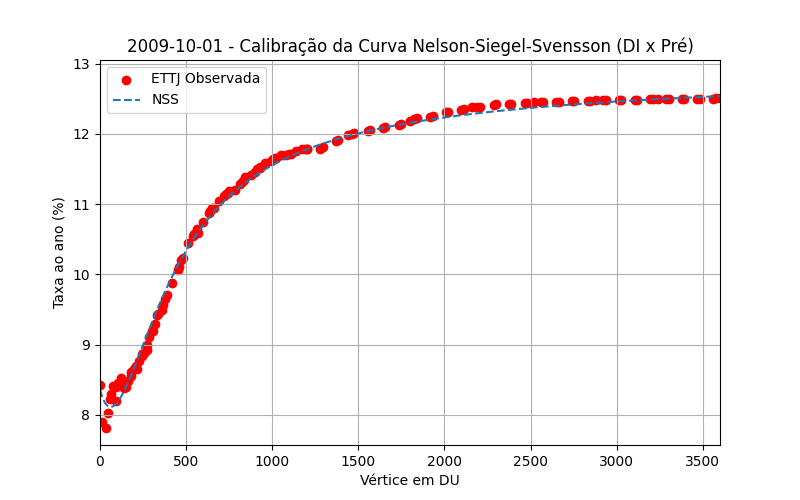 2009-10-01 - Calibração da Curva Nelson-Siegel-Svensson (DI x Pré)
ETTJ Observada
NSS
13
12
11
10
9
8
Taxa ao ano (%)
0 500 1000 1500 2000 2500 3000 3500
Vértice em DU